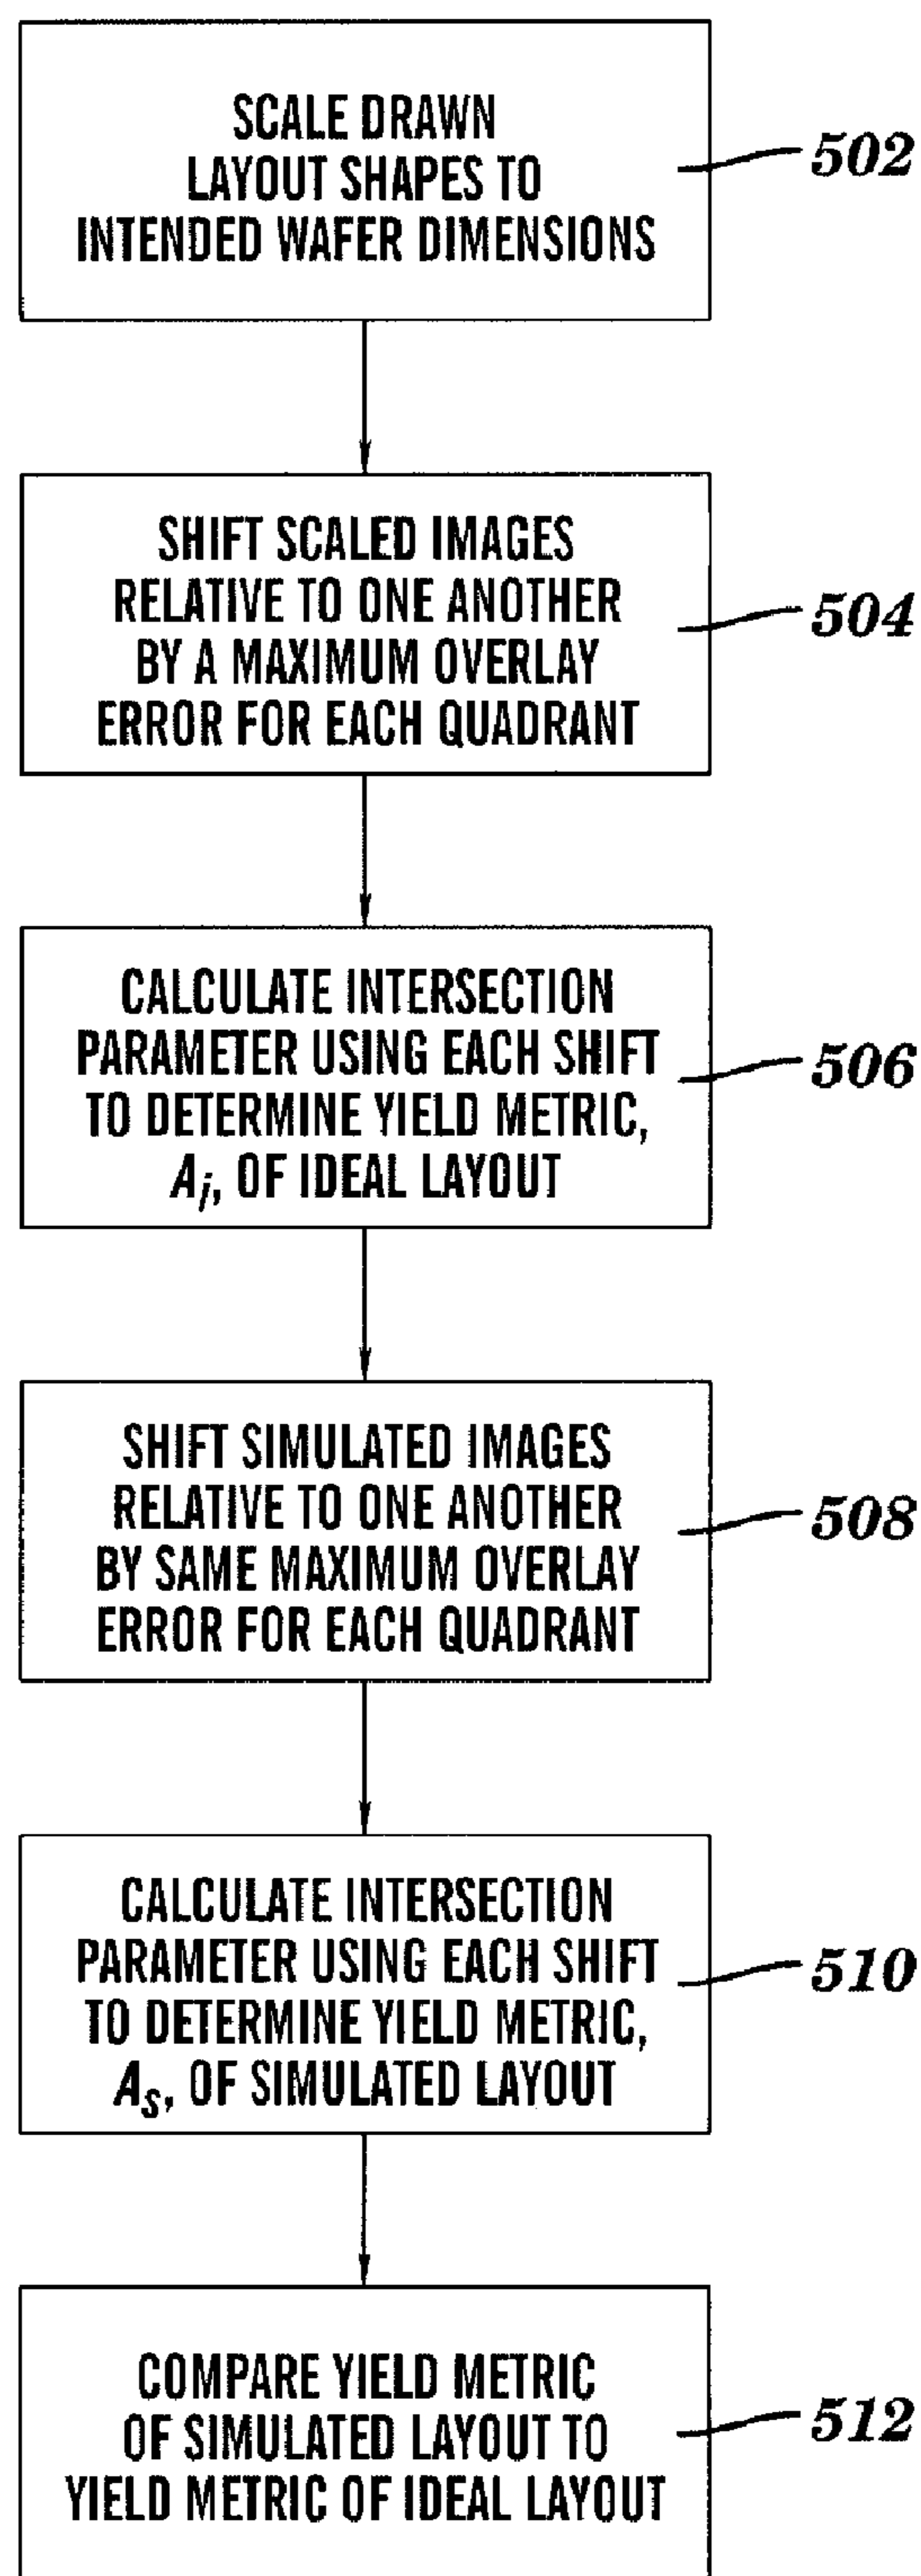 SCALE DRAWN
LAYOUT SHAPES TO
INTENDED WAFER DIMENSIONS
502
SHIFT SCALED IMAGES
RELATIVE TO ONE ANOTHER
BY A MAXIMUM OVERLAY
ERROR FOR EACH QUADRANT
504
CALCULATE INTERSECTION
PARAMETER USING EACH SHIFT
TO DETERMINE YIELD METRIC,
Ai, OF IDEAL LAYOUT
506
SHIFT SIMULATED IMAGES
RELATIVE TO ONE ANOTHER
BY SAME MAXIMUM OVERLAY
ERROR FOR EACH QUADRANT
508
CALCULATE INTERSECTION
PARAMETER USING EACH SHIFT
TO DETERMINE YIELD METRIC,
As, OF SIMULATED LAYOUT
510
COMPARE YIELD METRIC
OF SIMULATED LAYOUT TO
YIELD METRIC OF IDEAL LAYOUT
512